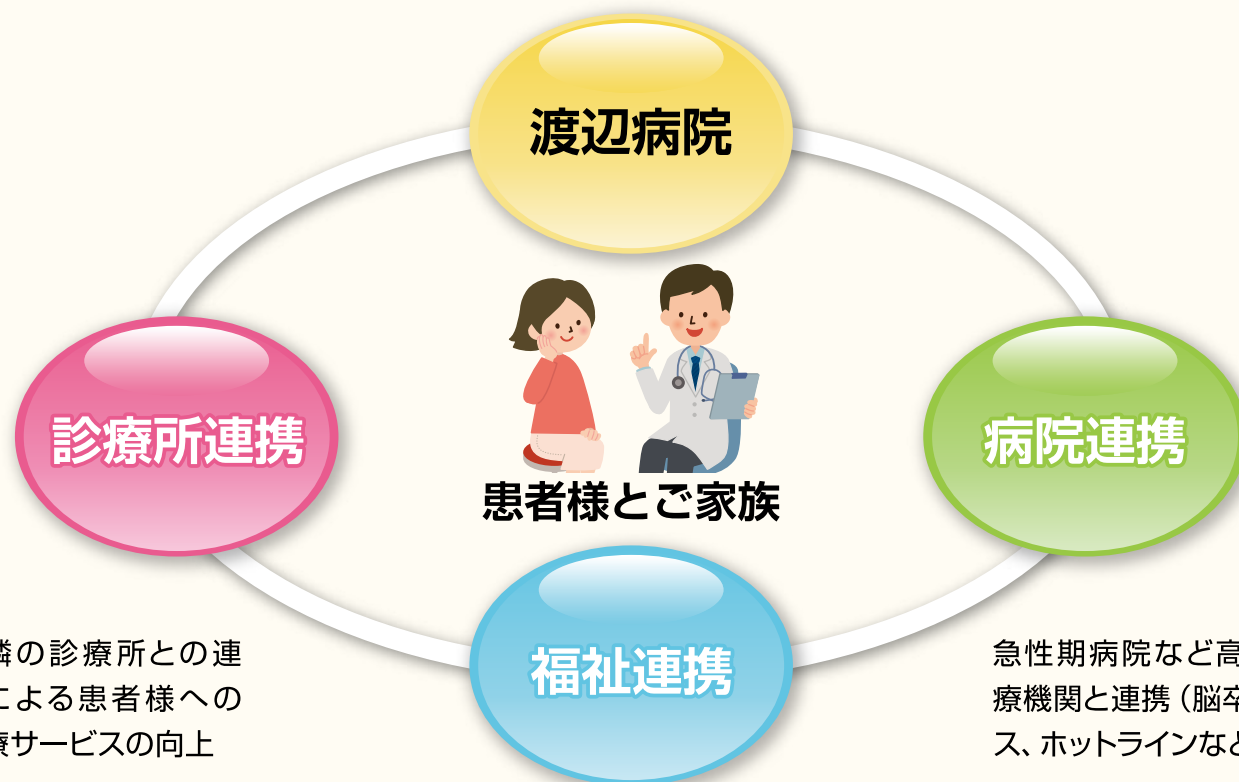 渡辺病院
診療所連携
病院連携
患者様とご家族
福祉連携
の診療所との連
による患者様への
療サービスの向上
急性期病院など高
療機関と連携(脳卒
ス、ホットラインなど